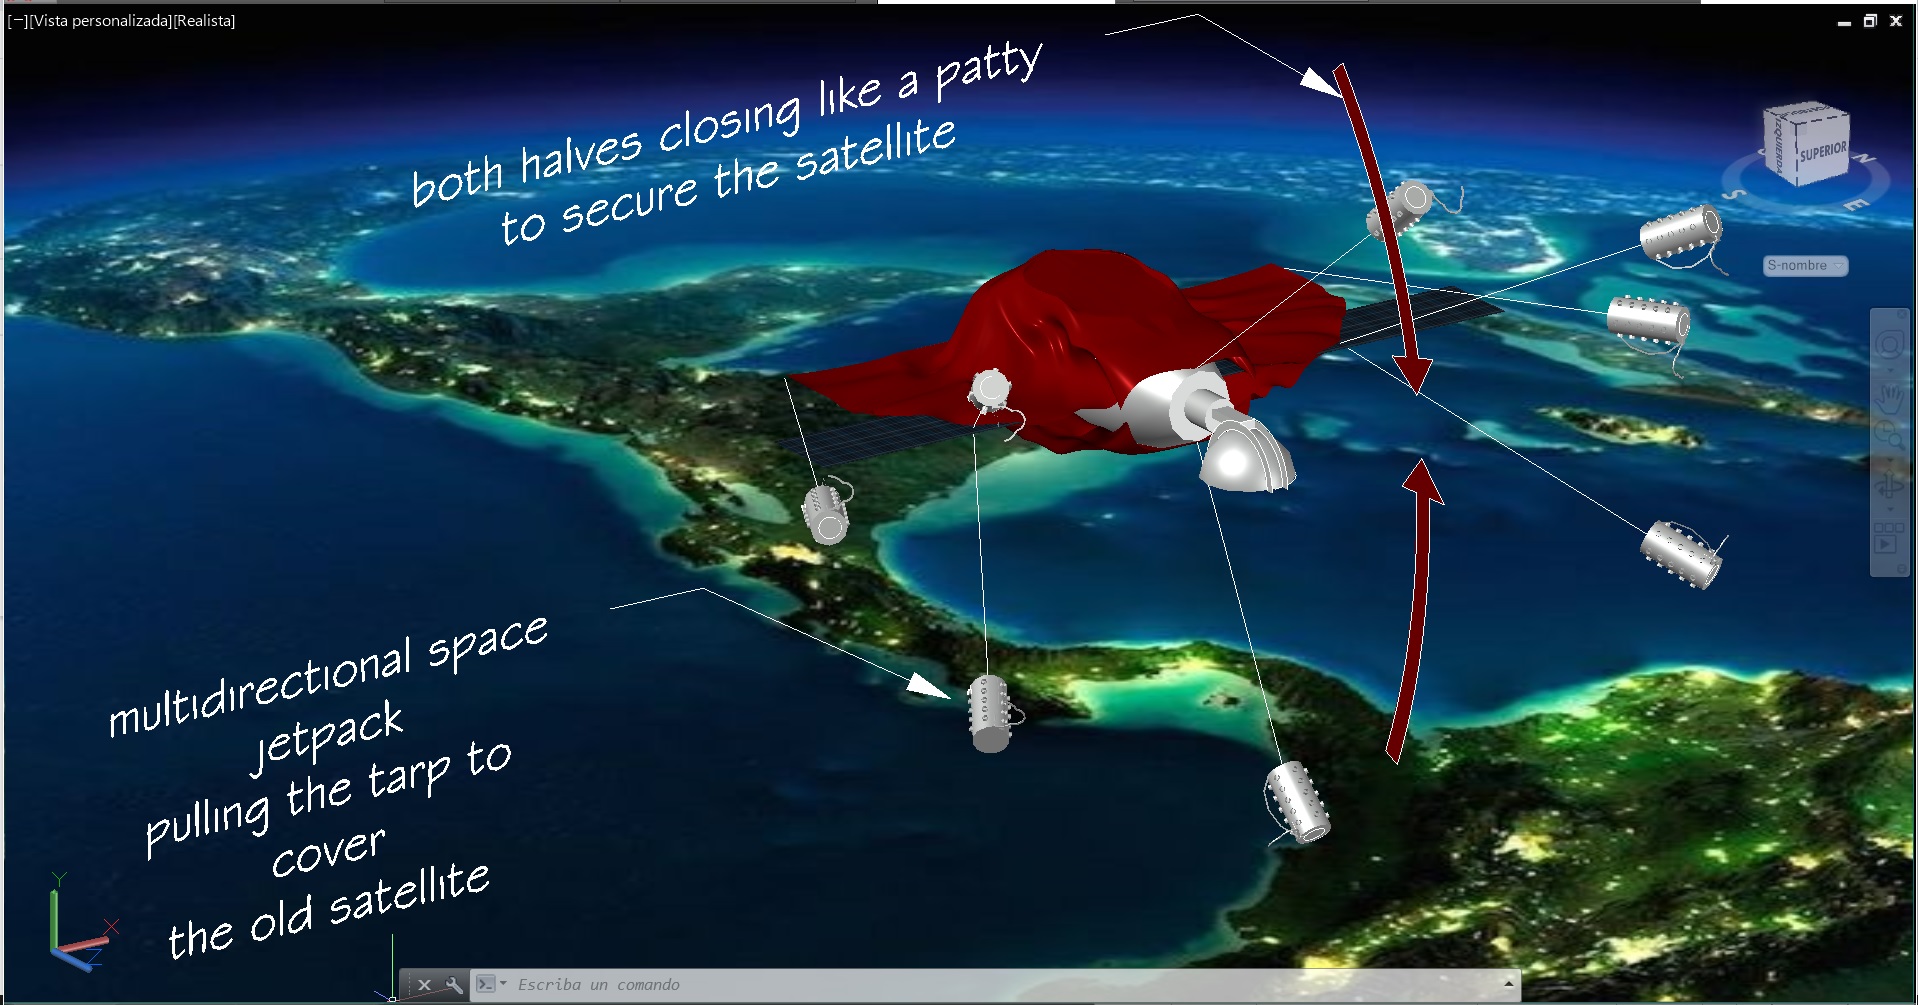 [−][Vista personalizada][Realista]
both halves closing like a patty
to secure the satellite
IZQUIERDA
SUPERIOR
S
N
E
S-nombre
multidirectional space
jetpack
pulling the tarp to
cover
the old satellite
Y
X
Z
Escriba un comando